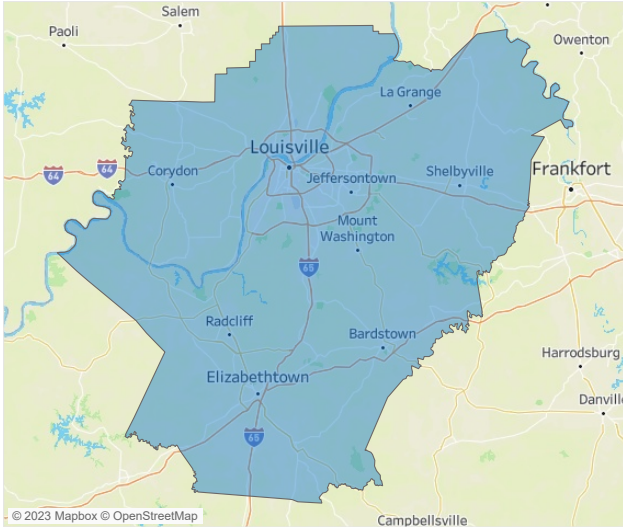 Salem
Paoli
Owenton
La Grange
Louisville
64
64
Corydon
Jeffersontown
Shelbyville
Frankfort
Mount
Washington
65
Radcliff
Bardstown
Harrodsburg
Elizabethtown
Danvill
65
© 2023 Mapbox © OpenStreetMap
Campbellsville